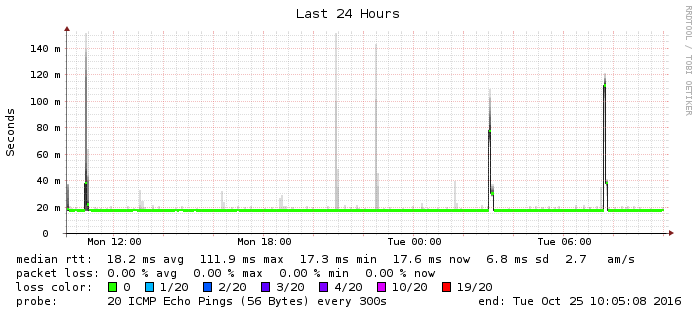 Last 24 Hours
RRDTOOL / TOBI OETIKER
Seconds
140 m
120 m
100 m
80 m
60 m
40 m
20 m
0
Mon 12:00 Mon 18:00 Tue 00:00 Tue 06:00
median rtt: 18.2 ms avg 111.9 ms max 17.3 ms min 17.6 ms now 6.8 ms sd 2.7 am/s
packet loss: 0.00 % avg 0.00 % max 0.00 % min 0.00 % now
loss color: 0 1/20 2/20 3/20 4/20 10/20 19/20
probe: 20 ICMP Echo Pings (56 Bytes) every 300s end: Tue Oct 25 10:05:08 2016